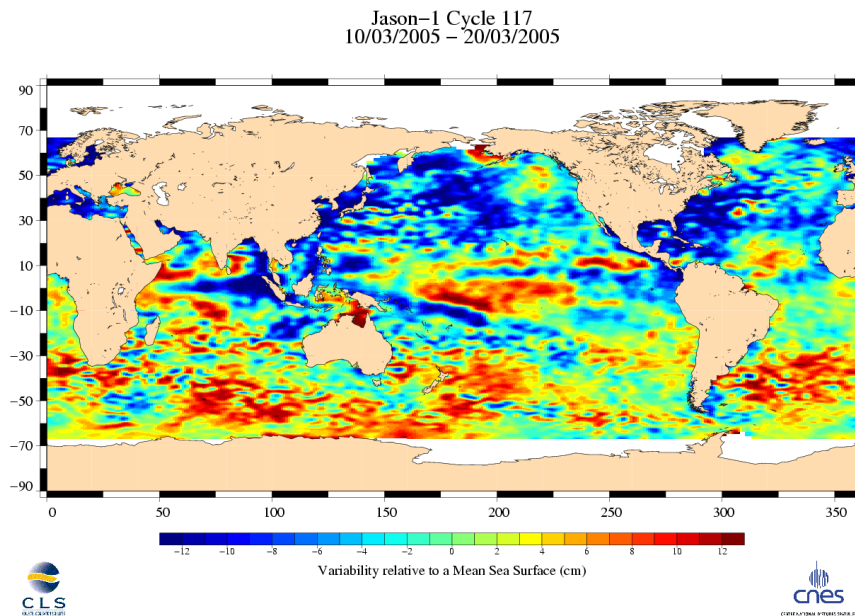 Jason-1 Cycle 117
10/03/2005 – 20/03/2005
90
70
50
30
10
−10
−30
−50
−70
−90
0 50 100 150 200 250 300 350
−12 −10 −8 −6 −4 −2 0 2 4 6 8 10 12
Variability relative to a Mean Sea Surface (cm)
CLS
cnes